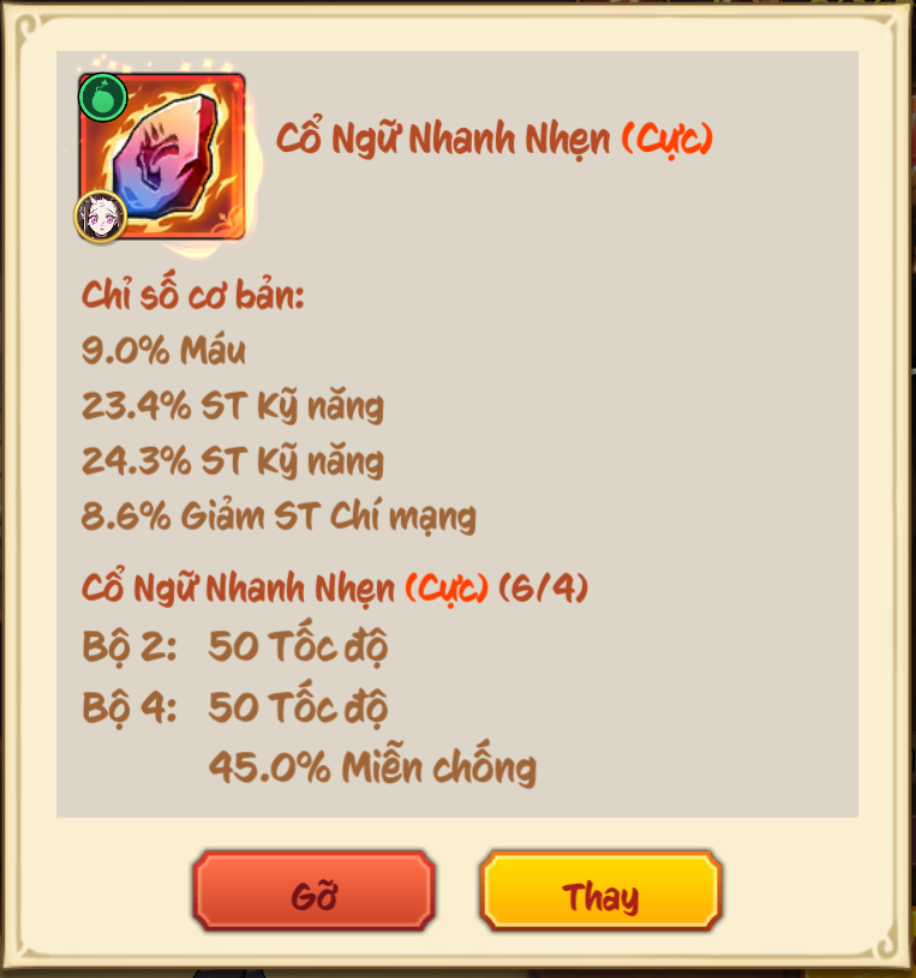 Cổ Ngữ Nhanh Nhẹn (Cực)
Chỉ số cơ bản:
9.0% Máu
23.4% ST Kỹ năng
24.3% ST Kỹ năng
8.6% Giảm ST Chí mạng
Cổ Ngữ Nhanh Nhẹn (Cực) (6/4)
Bộ 2: 50 Tốc độ
Bộ 4: 50 Tốc độ
45.0% Miễn chống
Gỡ
Thay